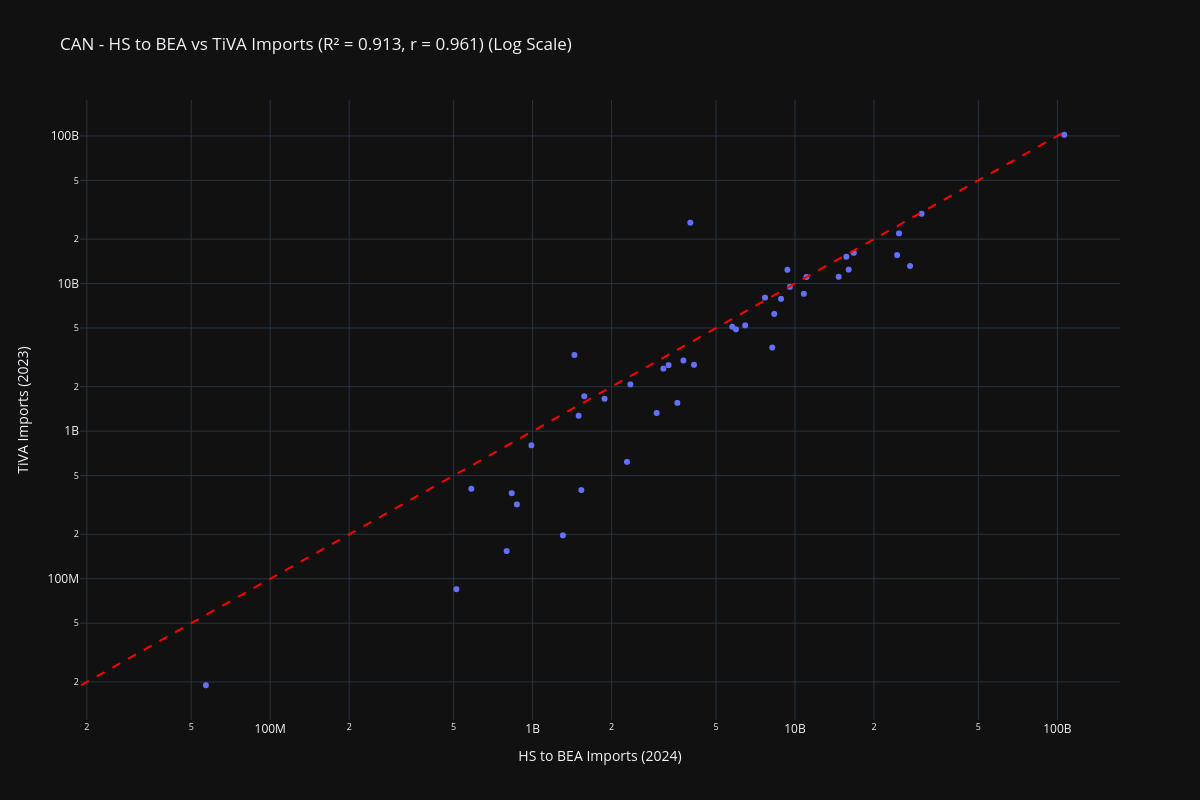 CAN - HS to BEA vs TiVA Imports (R² = 0.913, r = 0.961) (Log Scale)
100B
5
2
10B
5
2
1B
5
2
100M
5
2
TiVA Imports (2023)
2 5 100M 2 5 1B 2 5 10B 2 5 100B
HS to BEA Imports (2024)